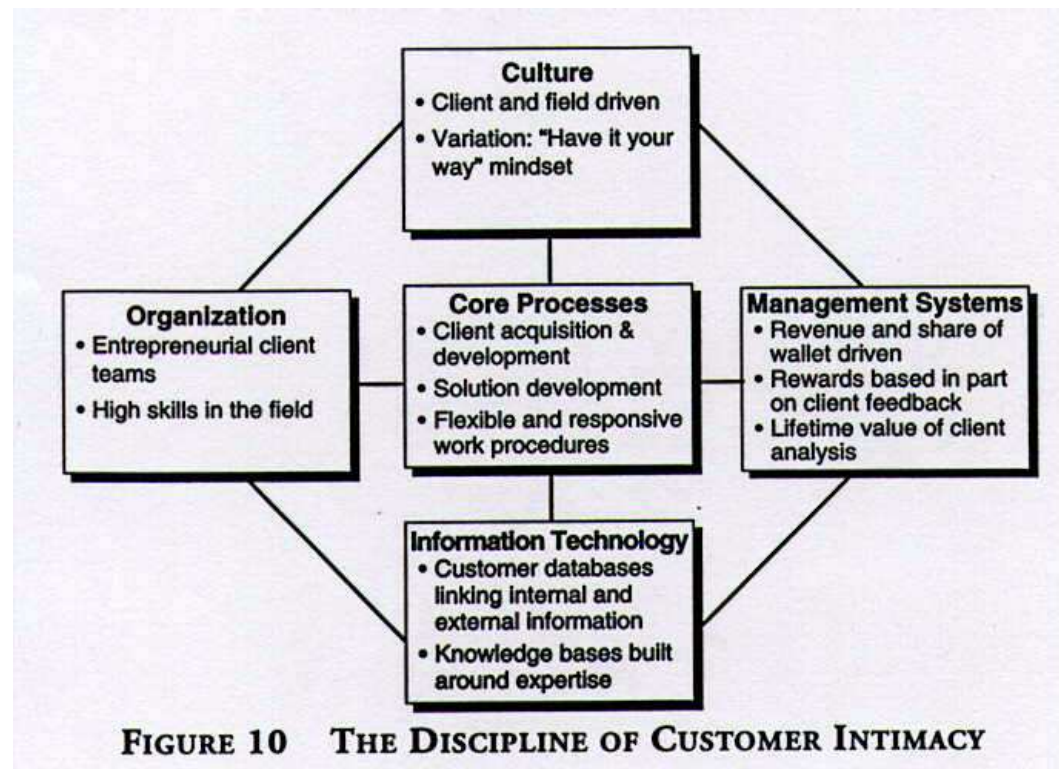 Culture
• Client and field driven
• Variation: "Have it your
way" mindset
Organization
• Entrepreneurial client
teams
• High skills in the field
Core Processes
• Client acquisition &
development
• Solution development
• Flexible and responsive
work procedures
Management Systems
• Revenue and share of
wallet driven
• Rewards based in part
on client feedback
• Lifetime value of client
analysis
Information Technology
• Customer databases
linking internal and
external information
• Knowledge bases built
around expertise
FIGURE 10 THE DISCIPLINE OF CUSTOMER INTIMACY